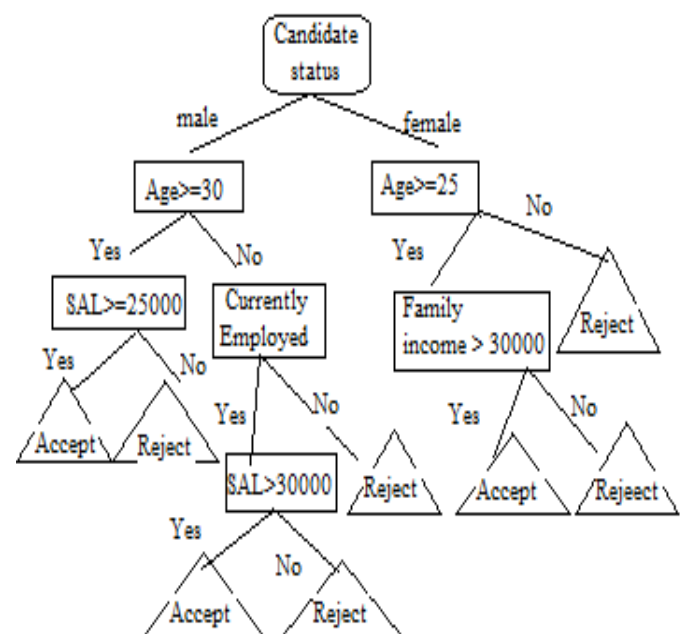 Candidate
status
male
female
Age>=30
Age>=25
Yes
No
Yes
No
SAL>=25000
Currently
Employed
Family
income > 30000
Reject
Yes
No
Yes
No
Yes
No
Accept
Reject
SAL>30000
Reject
Accept
Rejeect
Yes
No
Accept
Reject